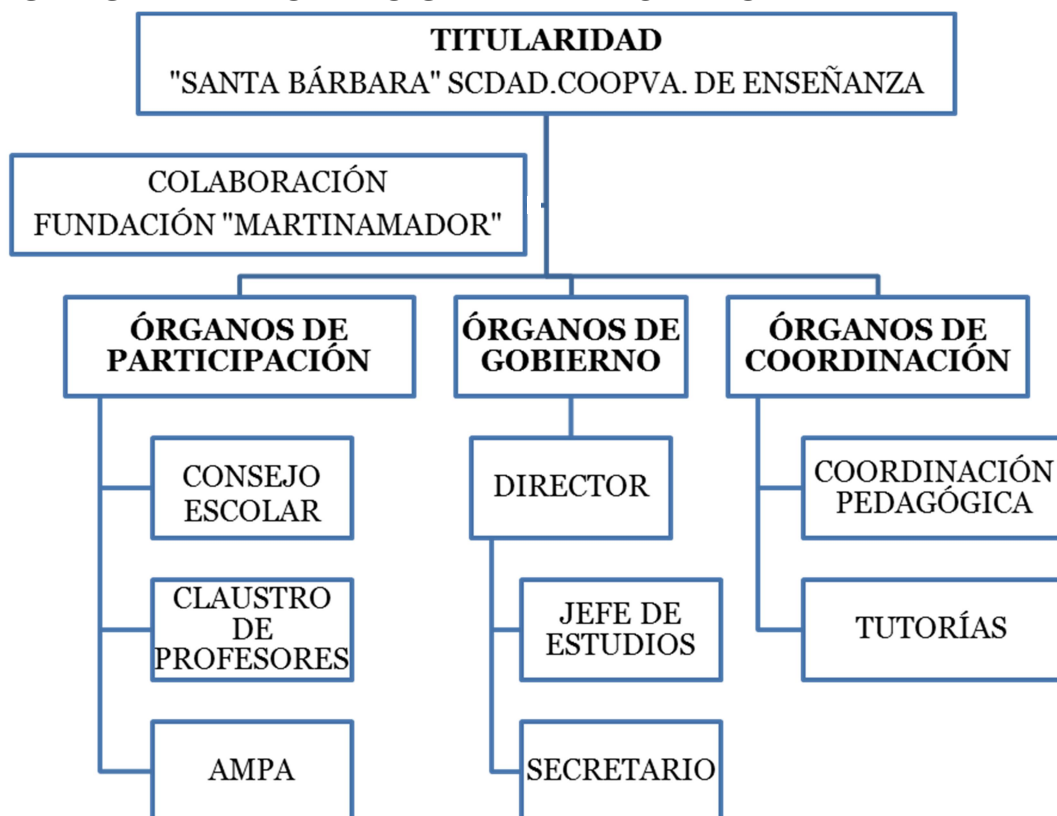 TITULARIDAD
"SANTA BÁRBARA" SCDAD.COOPVA. DE ENSEÑANZA
COLABORACIÓN
FUNDACIÓN "MARTINAMADOR"
ÓRGANOS DE
PARTICIPACIÓN
CONSEJO
ESCOLAR
CLAUSTRO
DE
PROFESORES
AMPA
ÓRGANOS DE
GOBIERNO
DIRECTOR
JEFE DE
ESTUDIOS
SECRETARIO
ÓRGANOS DE
COORDINACIÓN
COORDINACIÓN
PEDAGÓGICA
TUTORÍAS